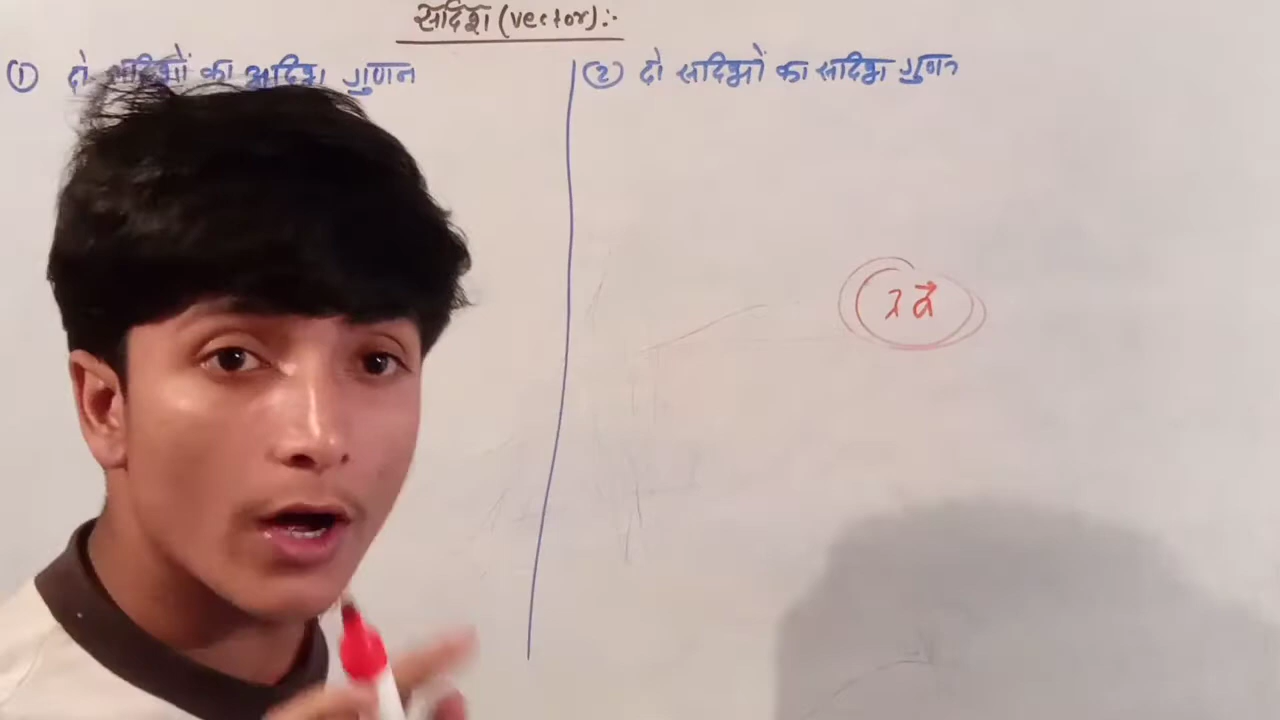 सदिश (vector) :-
① दो सदिशों का अदिश गुणन
② दो सदिशों का सदिश गुणन
λa⃗